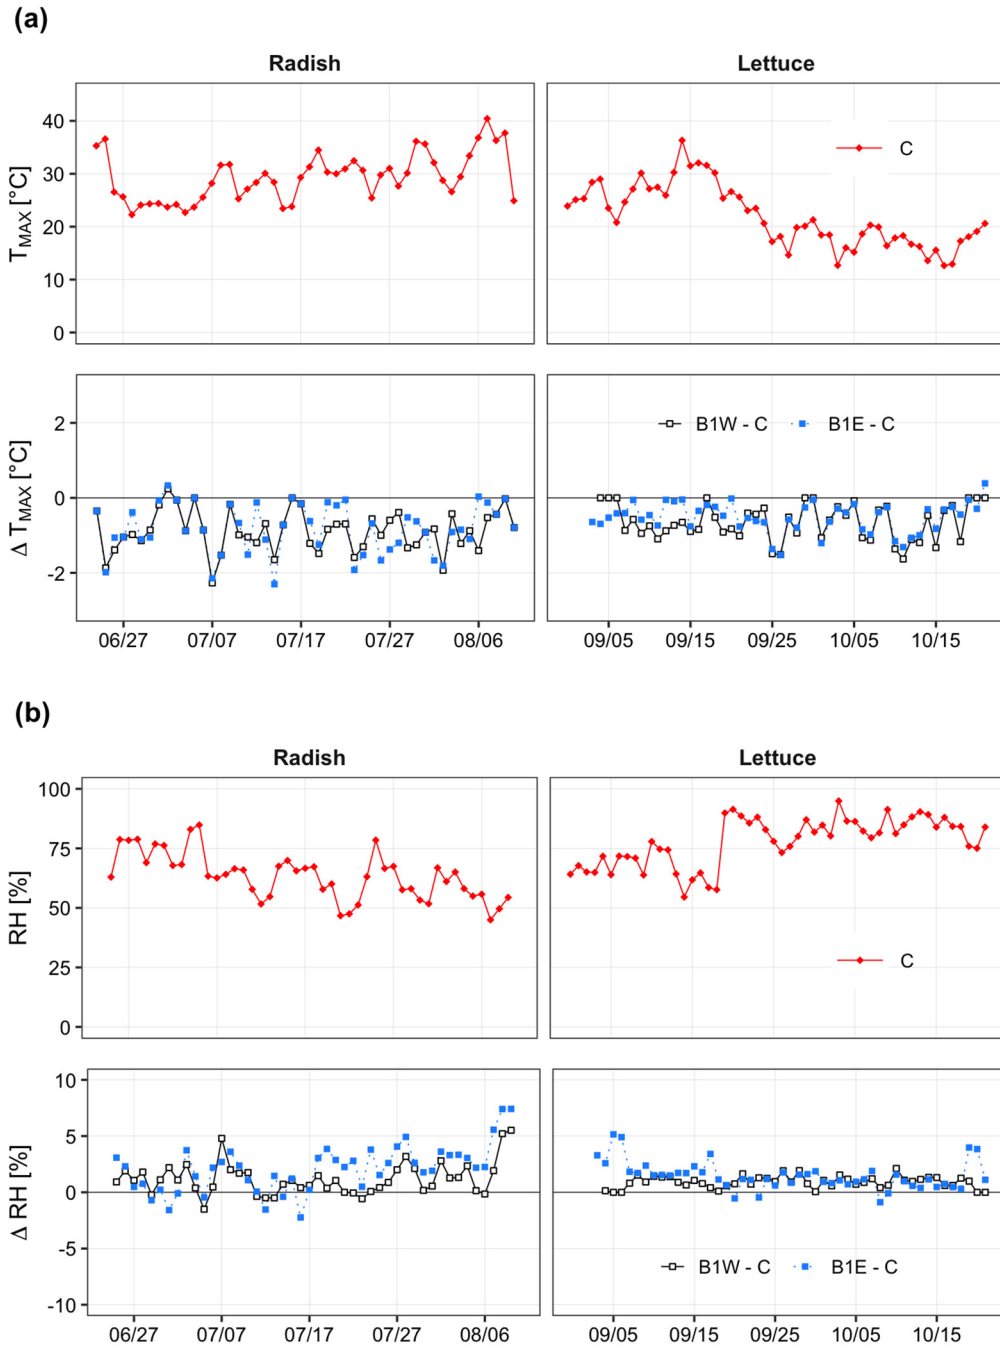 (a)
Radish Lettuce
T_MAX [°C]
40
30
20
10
0
C
Δ T_MAX [°C]
2
0
-2
B1W - C B1E - C
06/27 07/07 07/17 07/27 08/06 09/05 09/15 09/25 10/05 10/15
(b)
Radish Lettuce
RH [%]
100
75
50
25
0
C
Δ RH [%]
10
5
0
-5
-10
B1W - C B1E - C
06/27 07/07 07/17 07/27 08/06 09/05 09/15 09/25 10/05 10/15